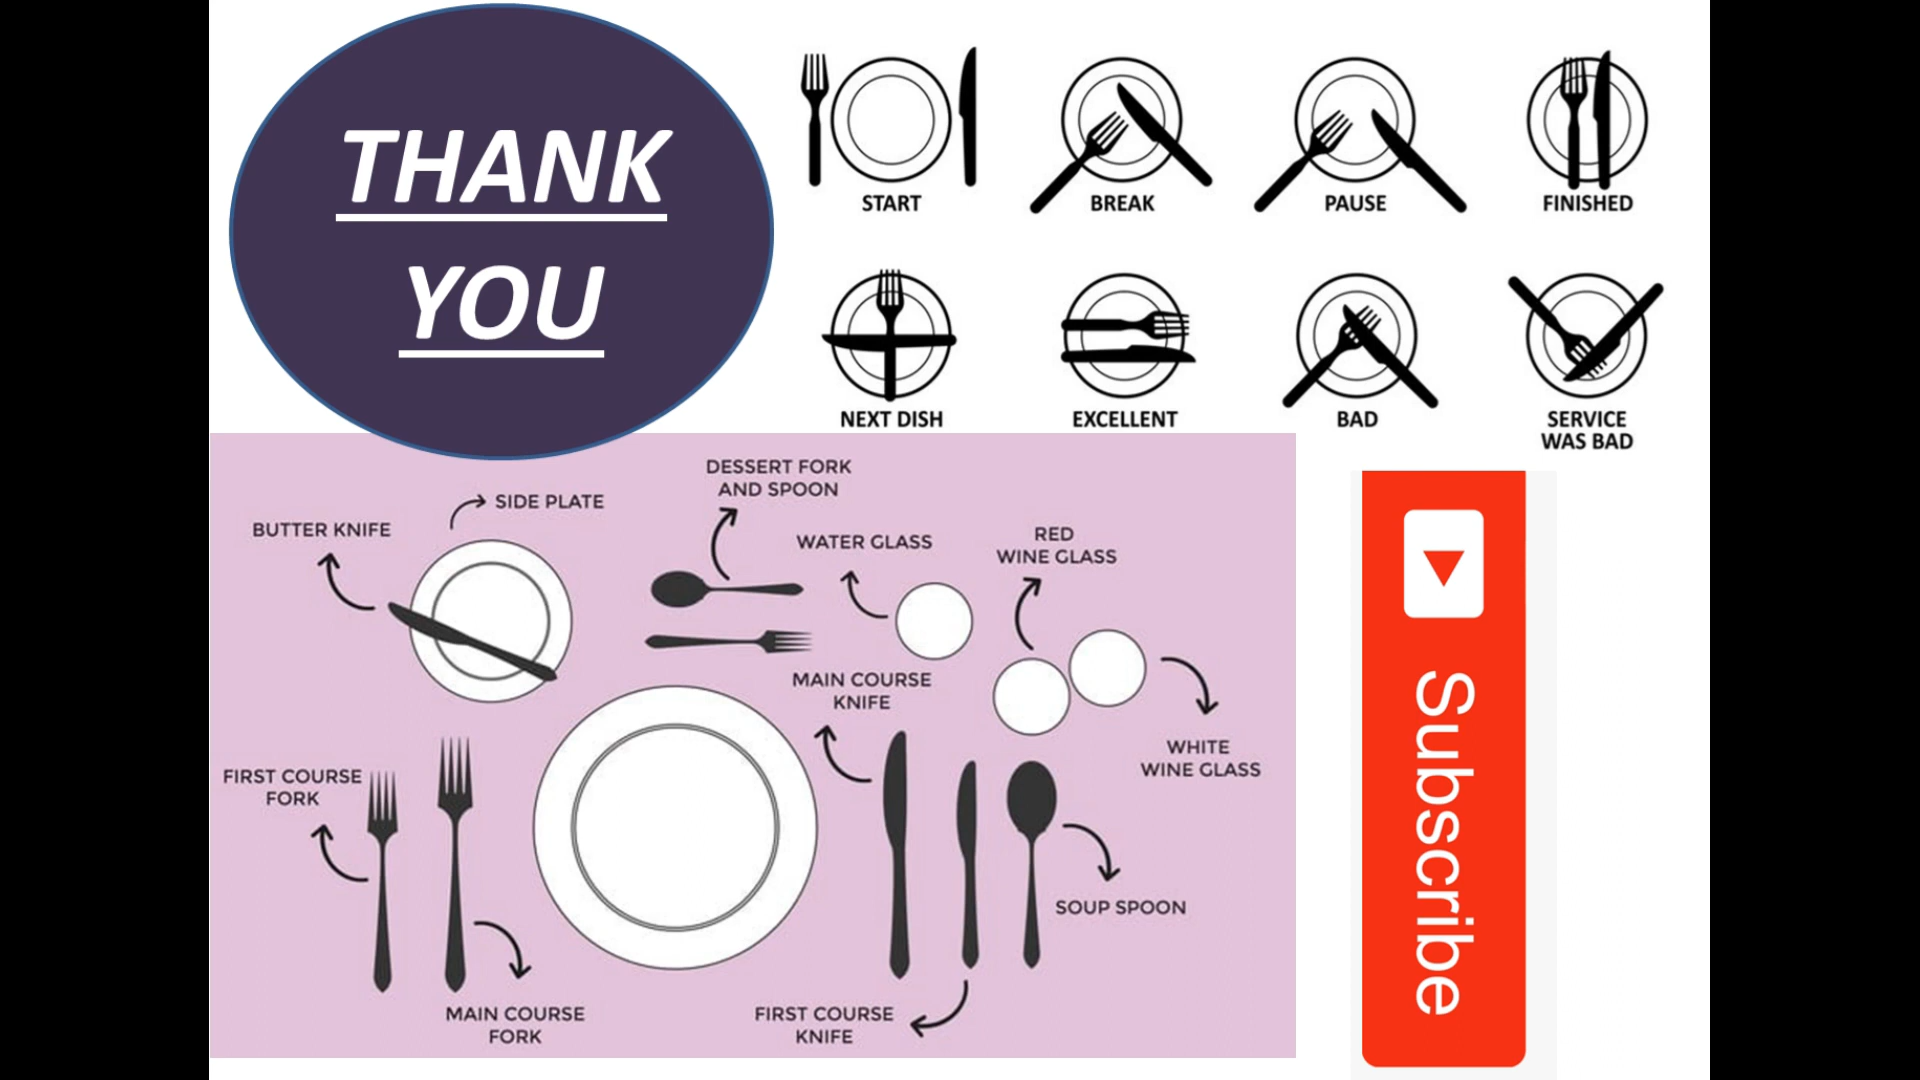 THANK
YOU
START
BREAK
PAUSE
FINISHED
NEXT DISH
EXCELLENT
BAD
SERVICE
WAS BAD
DESSERT FORK
AND SPOON
SIDE PLATE
BUTTER KNIFE
WATER GLASS
RED
WINE GLASS
MAIN COURSE
KNIFE
WHITE
WINE GLASS
FIRST COURSE
FORK
SOUP SPOON
MAIN COURSE
FORK
FIRST COURSE
KNIFE
Subscribe